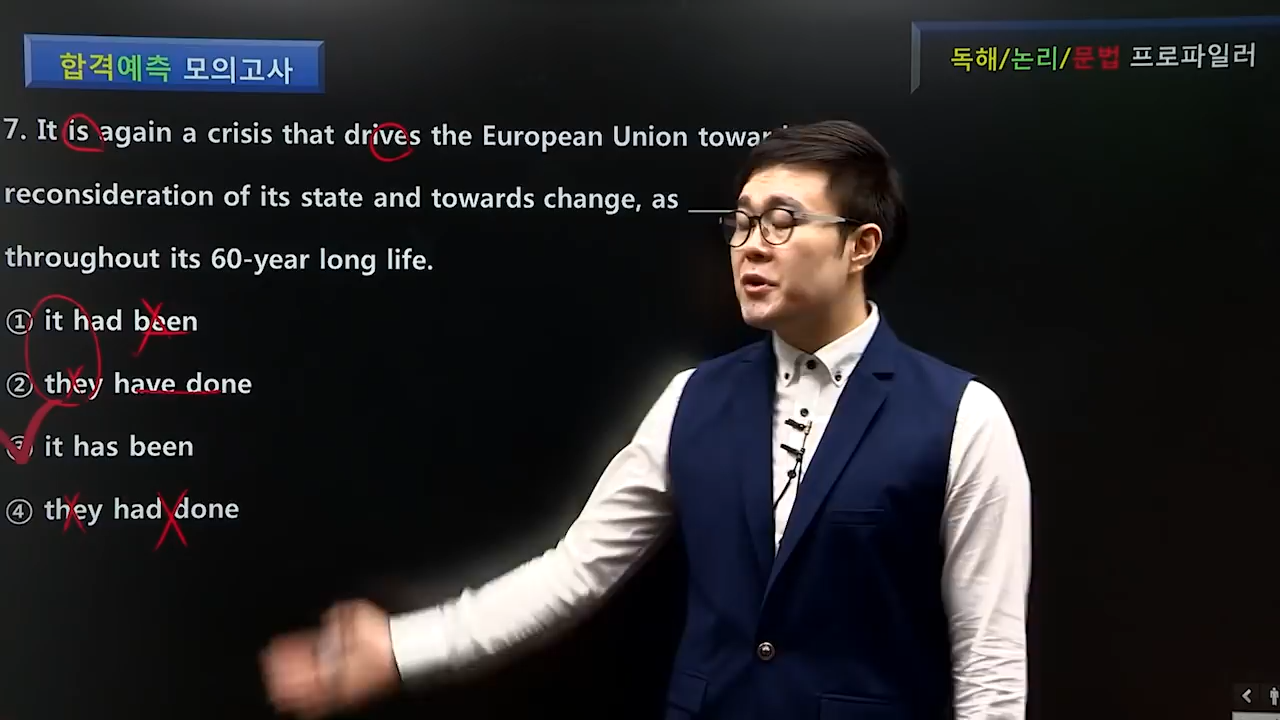 합격예측 모의고사
독해/논리/문법 프로파일러
7. It is again a crisis that drives the European Union
reconsideration of its state and towards change, as ____
throughout its 60-year long life.
① it had been
② they have done
③ it has been
④ they had done